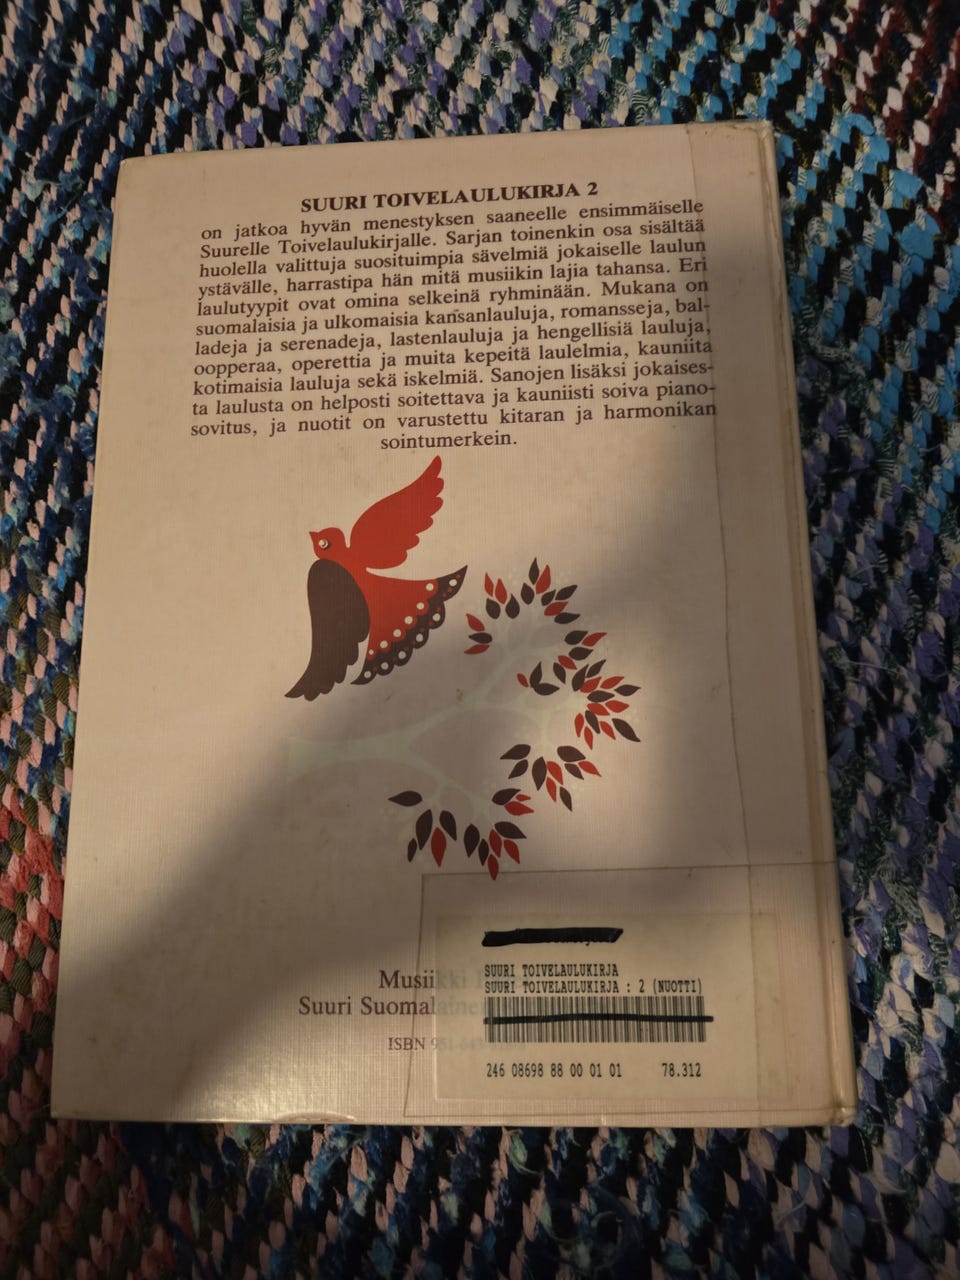 SUURI TOIVELAULUKIRJA 2
on jatkoa hyvän menestyksen saaneelle ensimmäiselle
Suurelle Toivelaulukirjalle. Sarjan toinenkin osa sisältää
huolella valittuja suosituimpia sävelmiä jokaiselle laulun
ystävälle, harrastipa hän mitä musiikin lajia tahansa. Eri
laulutyypit ovat omina selkeinä ryhminään. Mukana on
suomalaisia ja ulkomaisia kansanlauluja, romansseja, bal-
ladeja ja serenadeja, lastenlauluja ja hengellisiä lauluja,
oopperaa, operettia ja muita kepeitä laulelmia, kauniita
kotimaisia lauluja sekä iskelmiä. Sanojen lisäksi jokaises-
ta laulusta on helposti soitettava ja kauniisti soiva piano-
sovitus, ja nuotit on varustettu kitaran ja harmonikan
sointumerkein.
SUURI TOIVELAULUKIRJA
SUURI TOIVELAULUKIRJA : 2 (NUOTTI)
Musiikki
Suuri Suomalainen
ISBN
246 08698 88 00 01 01 78.312